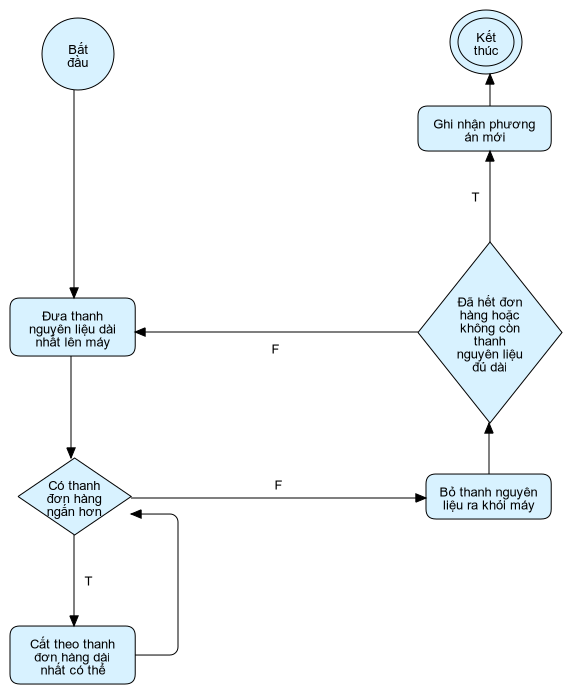 Bất
đầu
Kết
thúc
Ghi nhận phương
án mới
T
Đưa thanh
nguyên liệu dài
nhất lên máy
Đã hết đơn
hàng hoặc
không còn
thanh
nguyên liệu
đủ dài
F
Có thanh
đơn hàng
ngắn hơn
F
Bỏ thanh nguyên
liệu ra khỏi máy
T
Cắt theo thanh
đơn hàng dài
nhất có thể